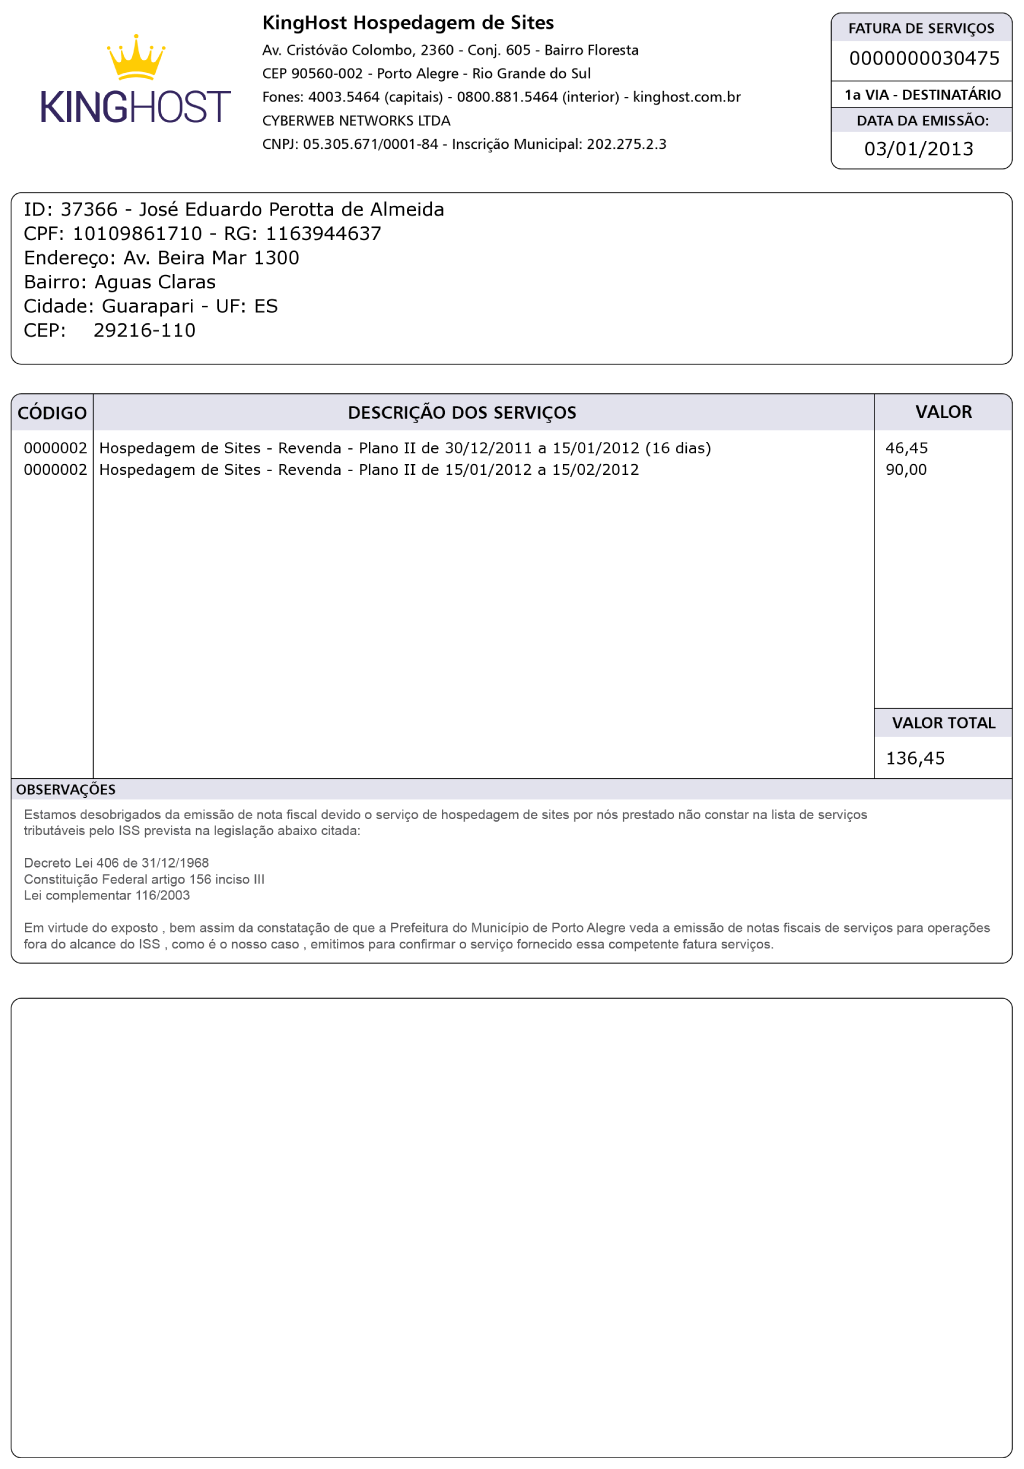 KINGHOST
KingHost Hospedagem de Sites
Av. Cristóvão Colombo, 2360 - Conj. 605 - Bairro Floresta
CEP 90560-002 - Porto Alegre - Rio Grande do Sul
Fones: 4003.5464 (capitais) - 0800.881.5464 (interior) - kinghost.com.br
CYBERWEB NETWORKS LTDA
CNPJ: 05.305.671/0001-84 - Inscrição Municipal: 202.275.2.3
FATURA DE SERVIÇOS
0000000030475
1a VIA - DESTINATÁRIO
DATA DA EMISSÃO:
03/01/2013
ID: 37366 - José Eduardo Perotta de Almeida
CPF: 10109861710 - RG: 1163944637
Endereço: Av. Beira Mar 1300
Bairro: Aguas Claras
Cidade: Guarapari - UF: ES
CEP: 29216-110
CÓDIGO DESCRIÇÃO DOS SERVIÇOS VALOR
0000002 Hospedagem de Sites - Revenda - Plano II de 30/12/2011 a 15/01/2012 (16 dias) 46,45
0000002 Hospedagem de Sites - Revenda - Plano II de 15/01/2012 a 15/02/2012 90,00
VALOR TOTAL
136,45
OBSERVAÇÕES
Estamos desobrigados da emissão de nota fiscal devido o serviço de hospedagem de sites por nós prestado não constar na lista de serviços
tributáveis pelo ISS prevista na legislação abaixo citada:
Decreto Lei 406 de 31/12/1968
Constituição Federal artigo 156 inciso III
Lei complementar 116/2003
Em virtude do exposto , bem assim da constatação de que a Prefeitura do Município de Porto Alegre veda a emissão de notas fiscais de serviços para operações
fora do alcance do ISS , como é o nosso caso , emitimos para confirmar o serviço fornecido essa competente fatura serviços.